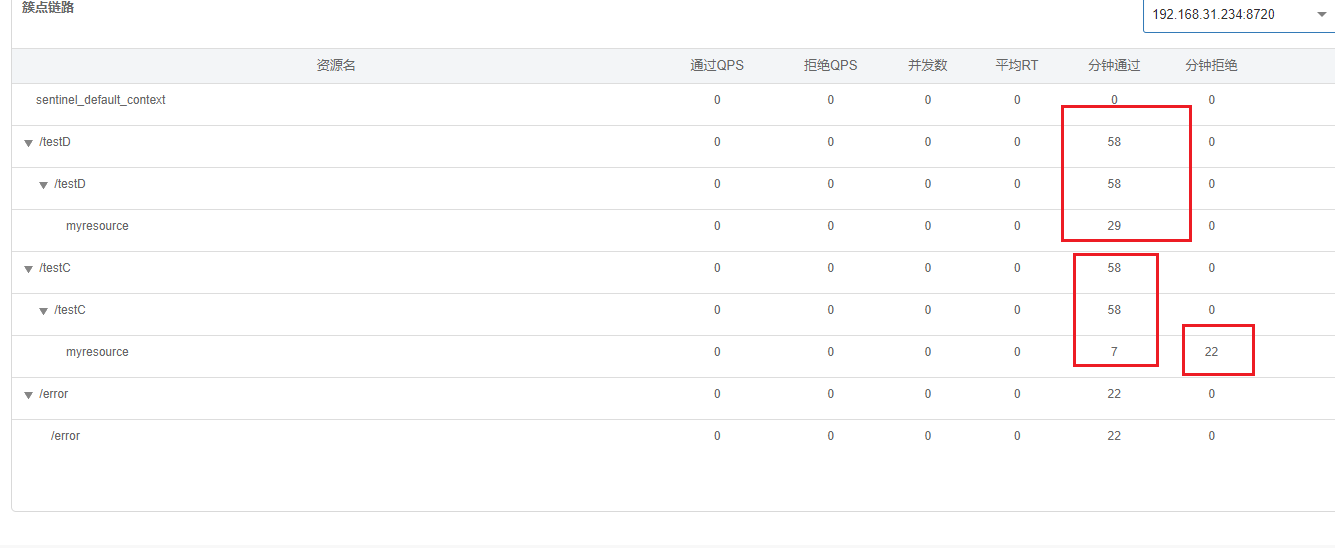 簇点链路
192.168.31.234:8720
资源名 通过QPS 拒绝QPS 并发数 平均RT 分钟通过 分钟拒绝
sentinel_default_context 0 0 0 0 0 0
/testD 0 0 0 0 58 0
/testD 0 0 0 0 58 0
myresource 0 0 0 0 29 0
/testC 0 0 0 0 58 0
/testC 0 0 0 0 58 0
myresource 0 0 0 0 7 22
/error 0 0 0 0 22 0
/error 0 0 0 0 22 0